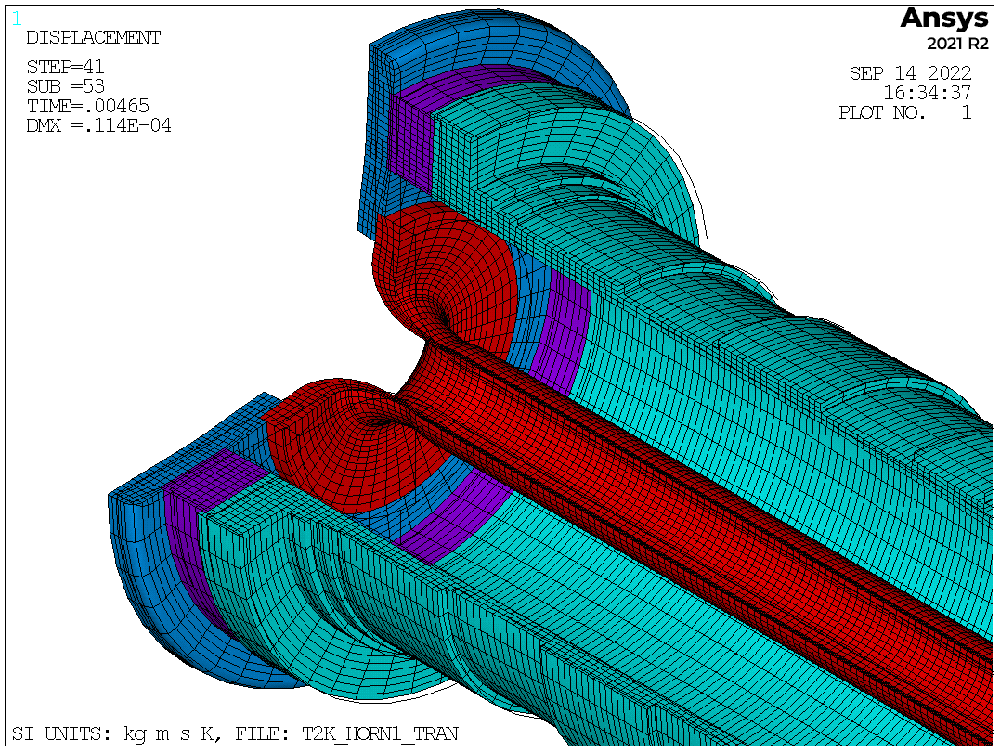 1
DISPLACEMENT
STEP=41
SUB =53
TIME=.00465
DMX =.114E-04
Ansys
2021 R2
SEP 14 2022
16:34:37
PLOT NO. 1
SI UNITS: kg m s K, FILE: T2K_HORN1_TRAN